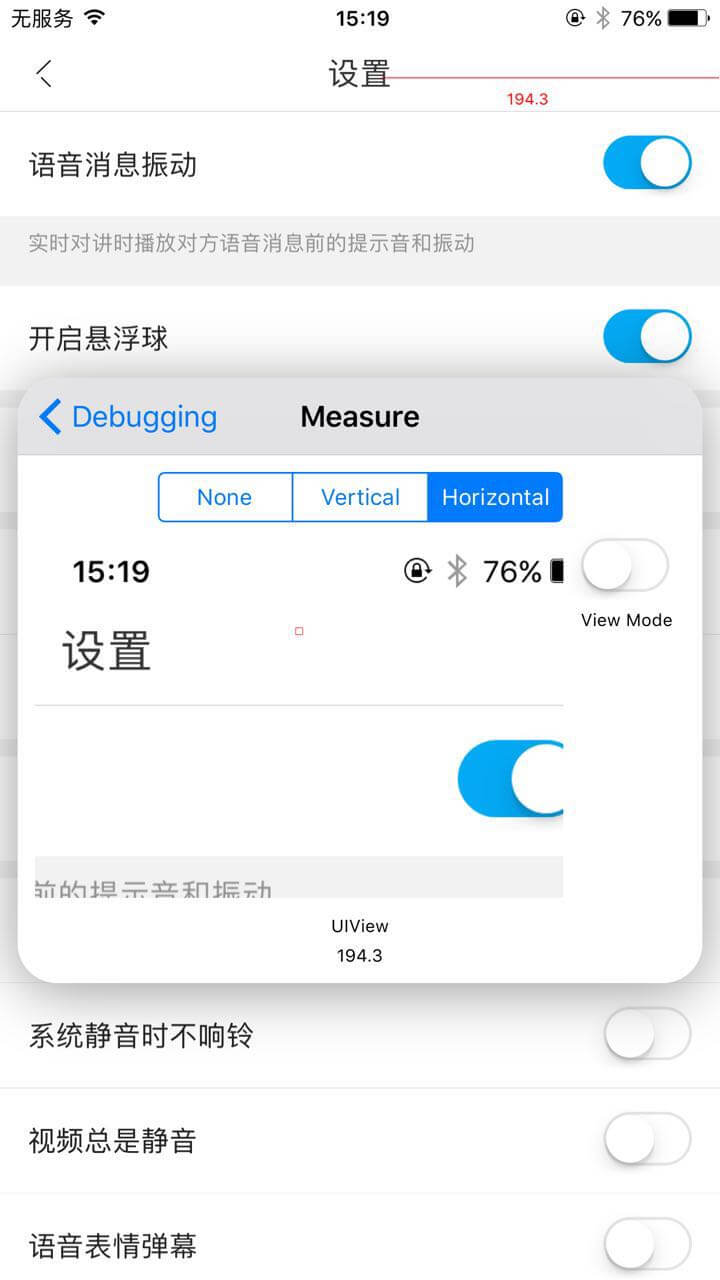 无服务 15:19 76%
设置
194.3
语音消息振动
实时对讲时播放对方语音消息前的提示音和振动
开启悬浮球
Debugging Measure
None Vertical Horizontal
15:19 76%
View Mode
设置
前的提示音和振动
UIView
194.3
系统静音时不响铃
视频总是静音
语音表情弹幕